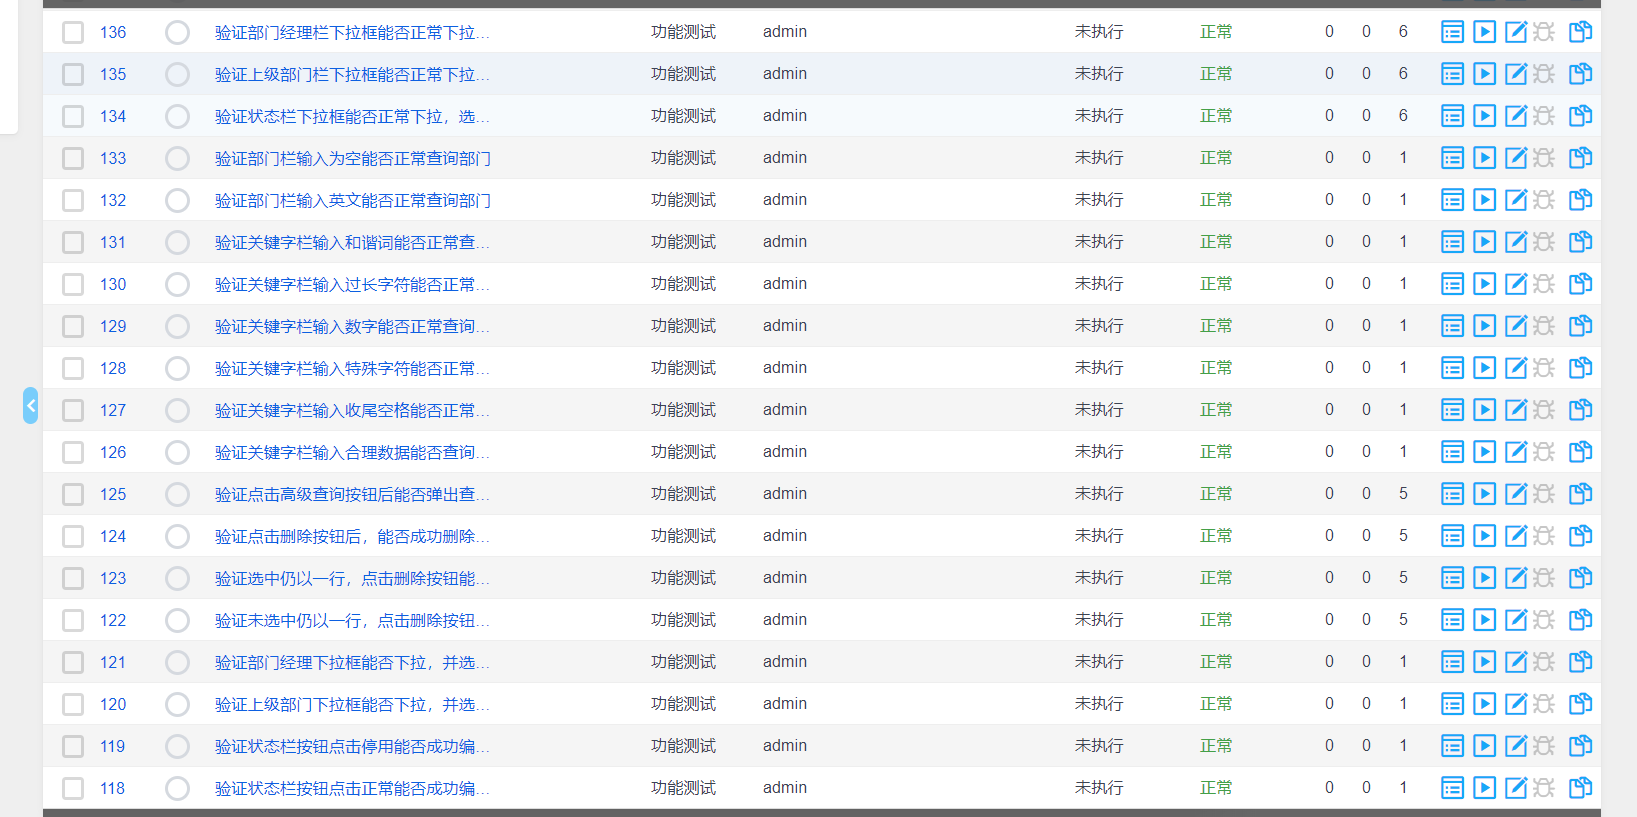 136 验证部门经理栏下拉框能否正常下拉... 功能测试 admin 未执行 正常 0 0 6
135 验证上级部门栏下拉框能否正常下拉... 功能测试 admin 未执行 正常 0 0 6
134 验证状态栏下拉框能否正常下拉，选... 功能测试 admin 未执行 正常 0 0 6
133 验证部门栏输入为空能否正常查询部门 功能测试 admin 未执行 正常 0 0 1
132 验证部门栏输入英文能否正常查询部门 功能测试 admin 未执行 正常 0 0 1
131 验证关键字栏输入和谐词能否正常查... 功能测试 admin 未执行 正常 0 0 1
130 验证关键字栏输入过长字符能否正常... 功能测试 admin 未执行 正常 0 0 1
129 验证关键字栏输入数字能否正常查询... 功能测试 admin 未执行 正常 0 0 1
128 验证关键字栏输入特殊字符能否正常... 功能测试 admin 未执行 正常 0 0 1
127 验证关键字栏输入收尾空格能否正常... 功能测试 admin 未执行 正常 0 0 1
126 验证关键字栏输入合理数据能否查询... 功能测试 admin 未执行 正常 0 0 1
125 验证点击高级查询按钮后能否弹出查... 功能测试 admin 未执行 正常 0 0 5
124 验证点击删除按钮后，能否成功删除... 功能测试 admin 未执行 正常 0 0 5
123 验证选中仍以一行，点击删除按钮能... 功能测试 admin 未执行 正常 0 0 5
122 验证未选中仍以一行，点击删除按钮... 功能测试 admin 未执行 正常 0 0 5
121 验证部门经理下拉框能否下拉，并选... 功能测试 admin 未执行 正常 0 0 1
120 验证上级部门下拉框能否下拉，并选... 功能测试 admin 未执行 正常 0 0 1
119 验证状态栏按钮点击停用能否成功编... 功能测试 admin 未执行 正常 0 0 1
118 验证状态栏按钮点击正常能否成功编... 功能测试 admin 未执行 正常 0 0 1